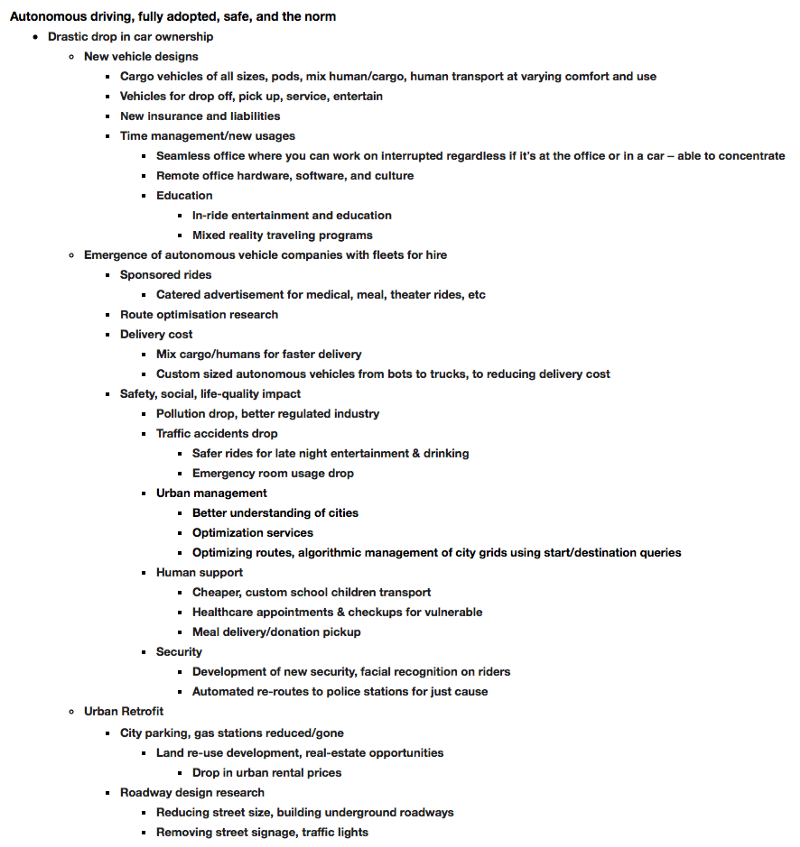 Autonomous driving, fully adopted, safe, and the norm
Drastic drop in car ownership
New vehicle designs
Cargo vehicles of all sizes, pods, mix human/cargo, human transport at varying comfort and use
Vehicles for drop off, pick up, service, entertain
New insurance and liabilities
Time management/new usages
Seamless office where you can work on interrupted regardless if it's at the office or in a car – able to concentrate
Remote office hardware, software, and culture
Education
In-ride entertainment and education
Mixed reality traveling programs
Emergence of autonomous vehicle companies with fleets for hire
Sponsored rides
Catered advertisement for medical, meal, theater rides, etc
Route optimisation research
Delivery cost
Mix cargo/humans for faster delivery
Custom sized autonomous vehicles from bots to trucks, to reducing delivery cost
Safety, social, life-quality impact
Pollution drop, better regulated industry
Traffic accidents drop
Safer rides for late night entertainment & drinking
Emergency room usage drop
Urban management
Better understanding of cities
Optimization services
Optimizing routes, algorithmic management of city grids using start/destination queries
Human support
Cheaper, custom school children transport
Healthcare appointments & checkups for vulnerable
Meal delivery/donation pickup
Security
Development of new security, facial recognition on riders
Automated re-routes to police stations for just cause
Urban Retrofit
City parking, gas stations reduced/gone
Land re-use development, real-estate opportunities
Drop in urban rental prices
Roadway design research
Reducing street size, building underground roadways
Removing street signage, traffic lights